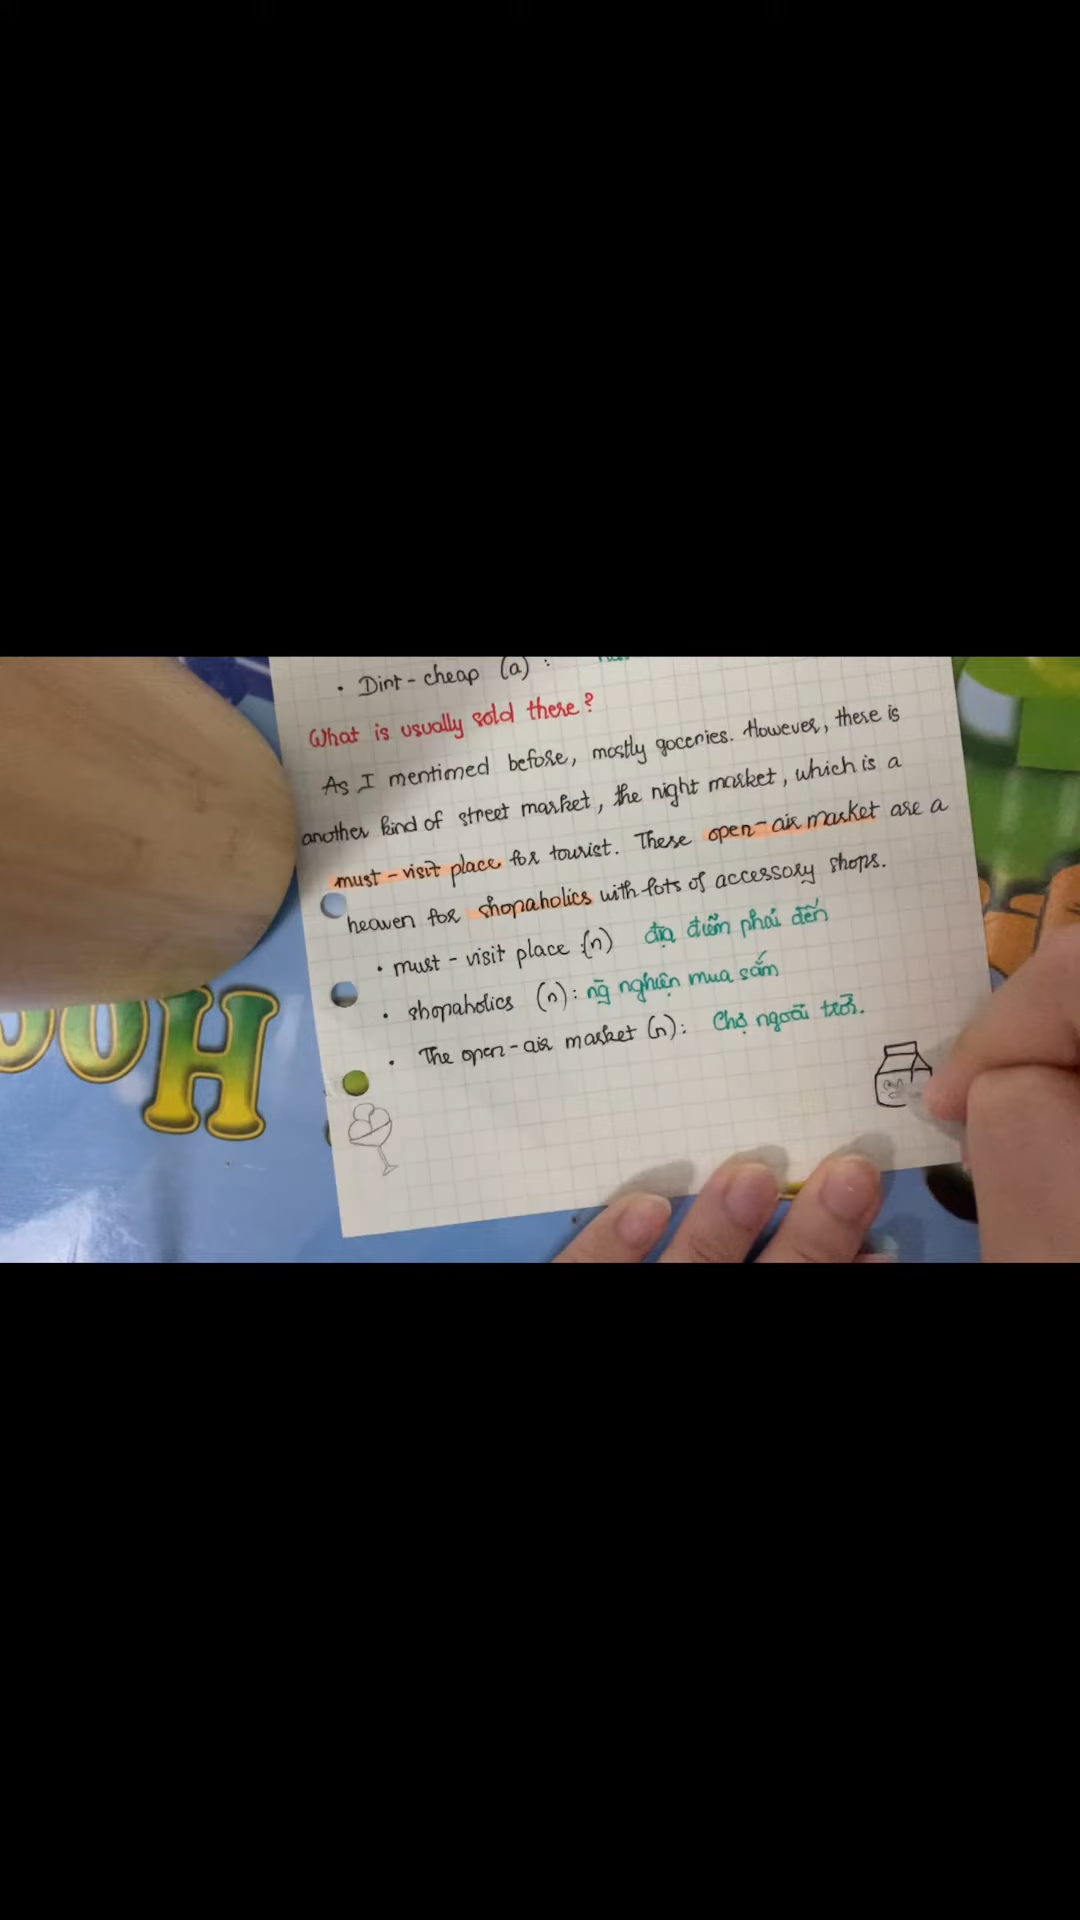 • Dirt-cheap (a):
What is usually sold there?
As I mentimed before, mostly goceries. However, there is
another kind of street market, the night market, which is a
must-visit place for tourist. These open-air market are a
heaven for shopaholics with lots of accessory shops.
• must-visit place (n) địa điểm phải đến
• shopaholics (n): ng̃ nghiện mua sắm
• The open-air market (n): Chợ ngoài trời.
OOH